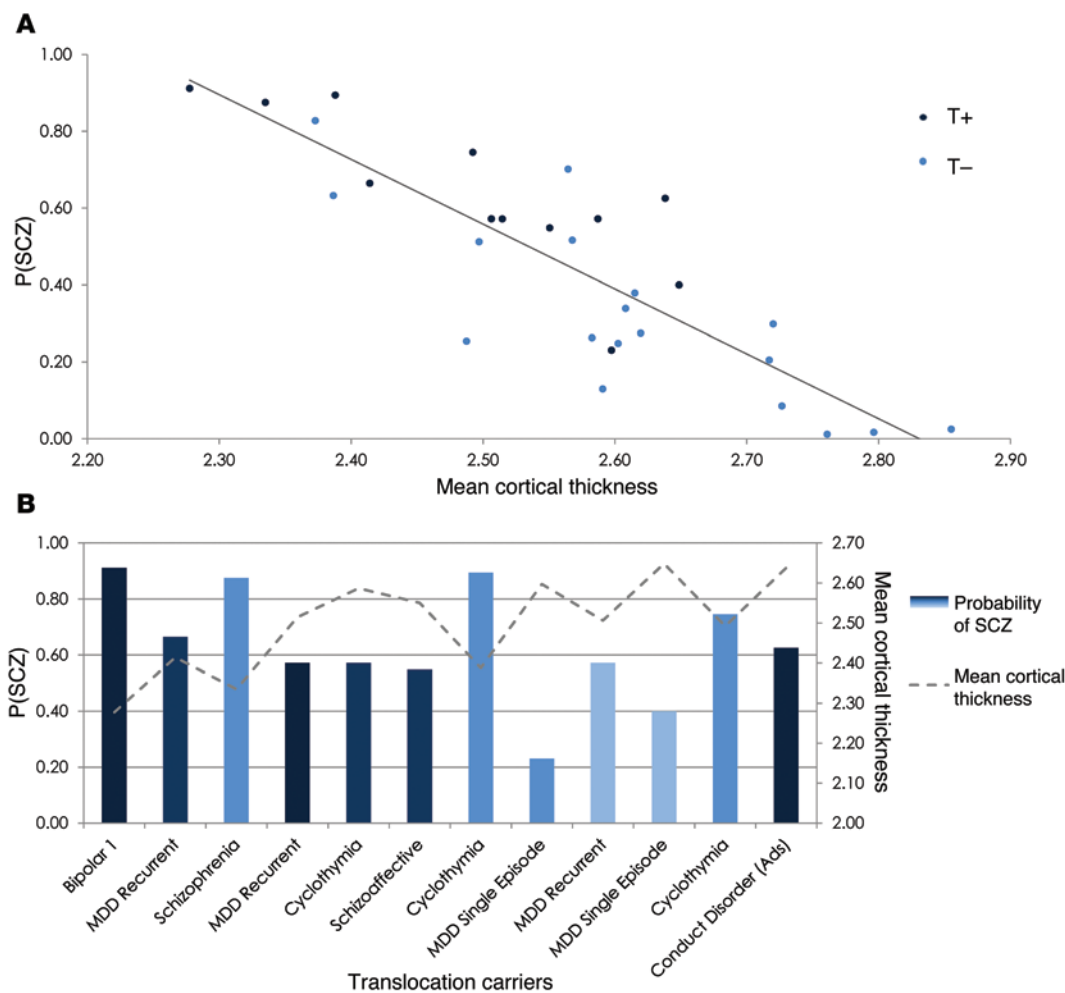 A
1.00
0.80
0.60
0.40
0.20
0.00
P(SCZ)
2.20 2.30 2.40 2.50 2.60 2.70 2.80 2.90
Mean cortical thickness
T+
T–
B
1.00
0.80
0.60
0.40
0.20
0.00
P(SCZ)
2.70
2.60
2.50
2.40
2.30
2.20
2.10
2.00
Mean cortical thickness
Probability
of SCZ
Mean cortical
thickness
Bipolar 1
MDD Recurrent
Schizophrenia
MDD Recurrent
Cyclothymia
Schizoaffective
Cyclothymia
MDD Single Episode
MDD Recurrent
MDD Single Episode
Cyclothymia
Conduct Disorder (Ads)
Translocation carriers